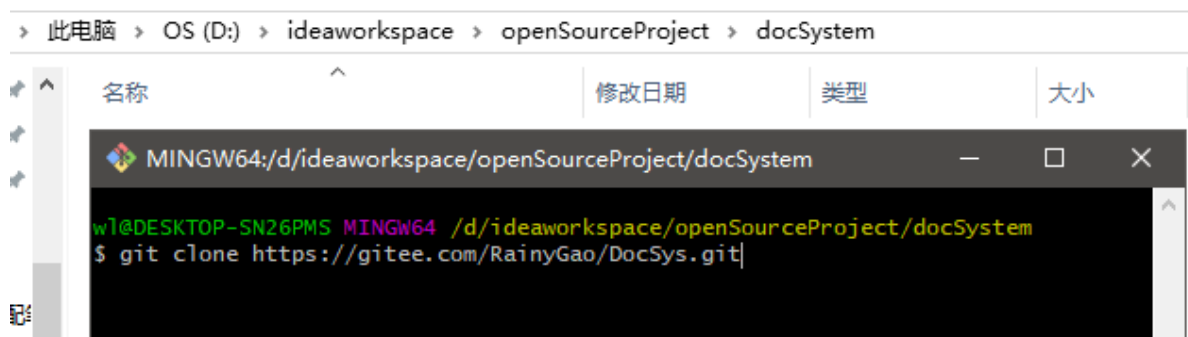 此电脑 > OS (D:) > ideaworkspace > openSourceProject > docSystem
名称 修改日期 类型 大小
MINGW64:/d/ideaworkspace/openSourceProject/docSystem
wl@DESKTOP-SN26PMS MINGW64 /d/ideaworkspace/openSourceProject/docSystem
$ git clone https://gitee.com/RainyGao/DocSys.git